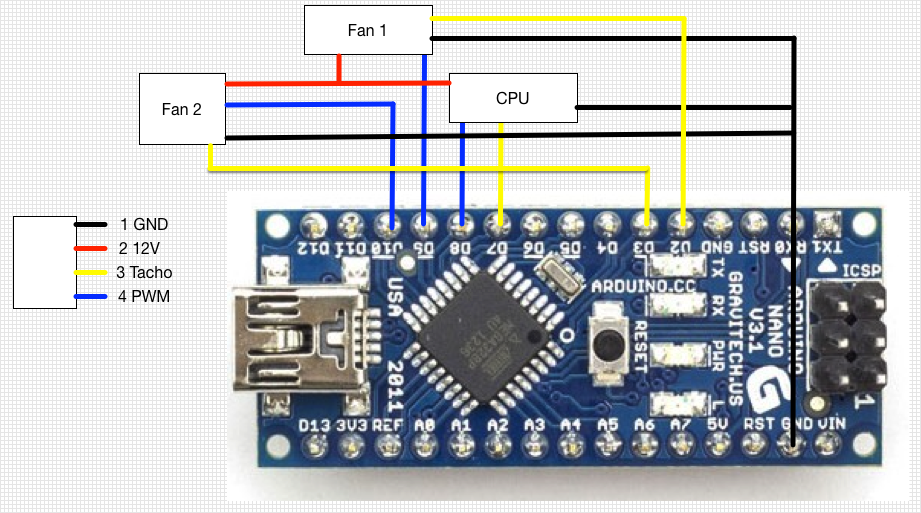 Fan 1
Fan 2
CPU
1 GND
2 12V
3 Tacho
4 PWM
D12 D11 D10 D9 D8 D7 D6 D5 D4 D3 D2 GND RST RX0 TX1
ICSP
ARDUINO.CC
TX
RX
PWR
L
RESET
USA
2011
GRAVITECH.US
ARDUINO
NANO
V3.1
1
D13 3V3 REF A0 A1 A2 A3 A4 A5 A6 A7 5V RST GND VIN